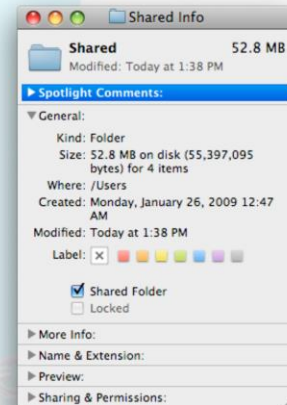 Shared Info
Shared 52.8 MB
Modified: Today at 1:38 PM
Spotlight Comments:
General:
Kind: Folder
Size: 52.8 MB on disk (55,397,095
bytes) for 4 items
Where: /Users
Created: Monday, January 26, 2009 12:47
AM
Modified: Today at 1:38 PM
Label:
Shared Folder
Locked
More Info:
Name & Extension:
Preview:
Sharing & Permissions: